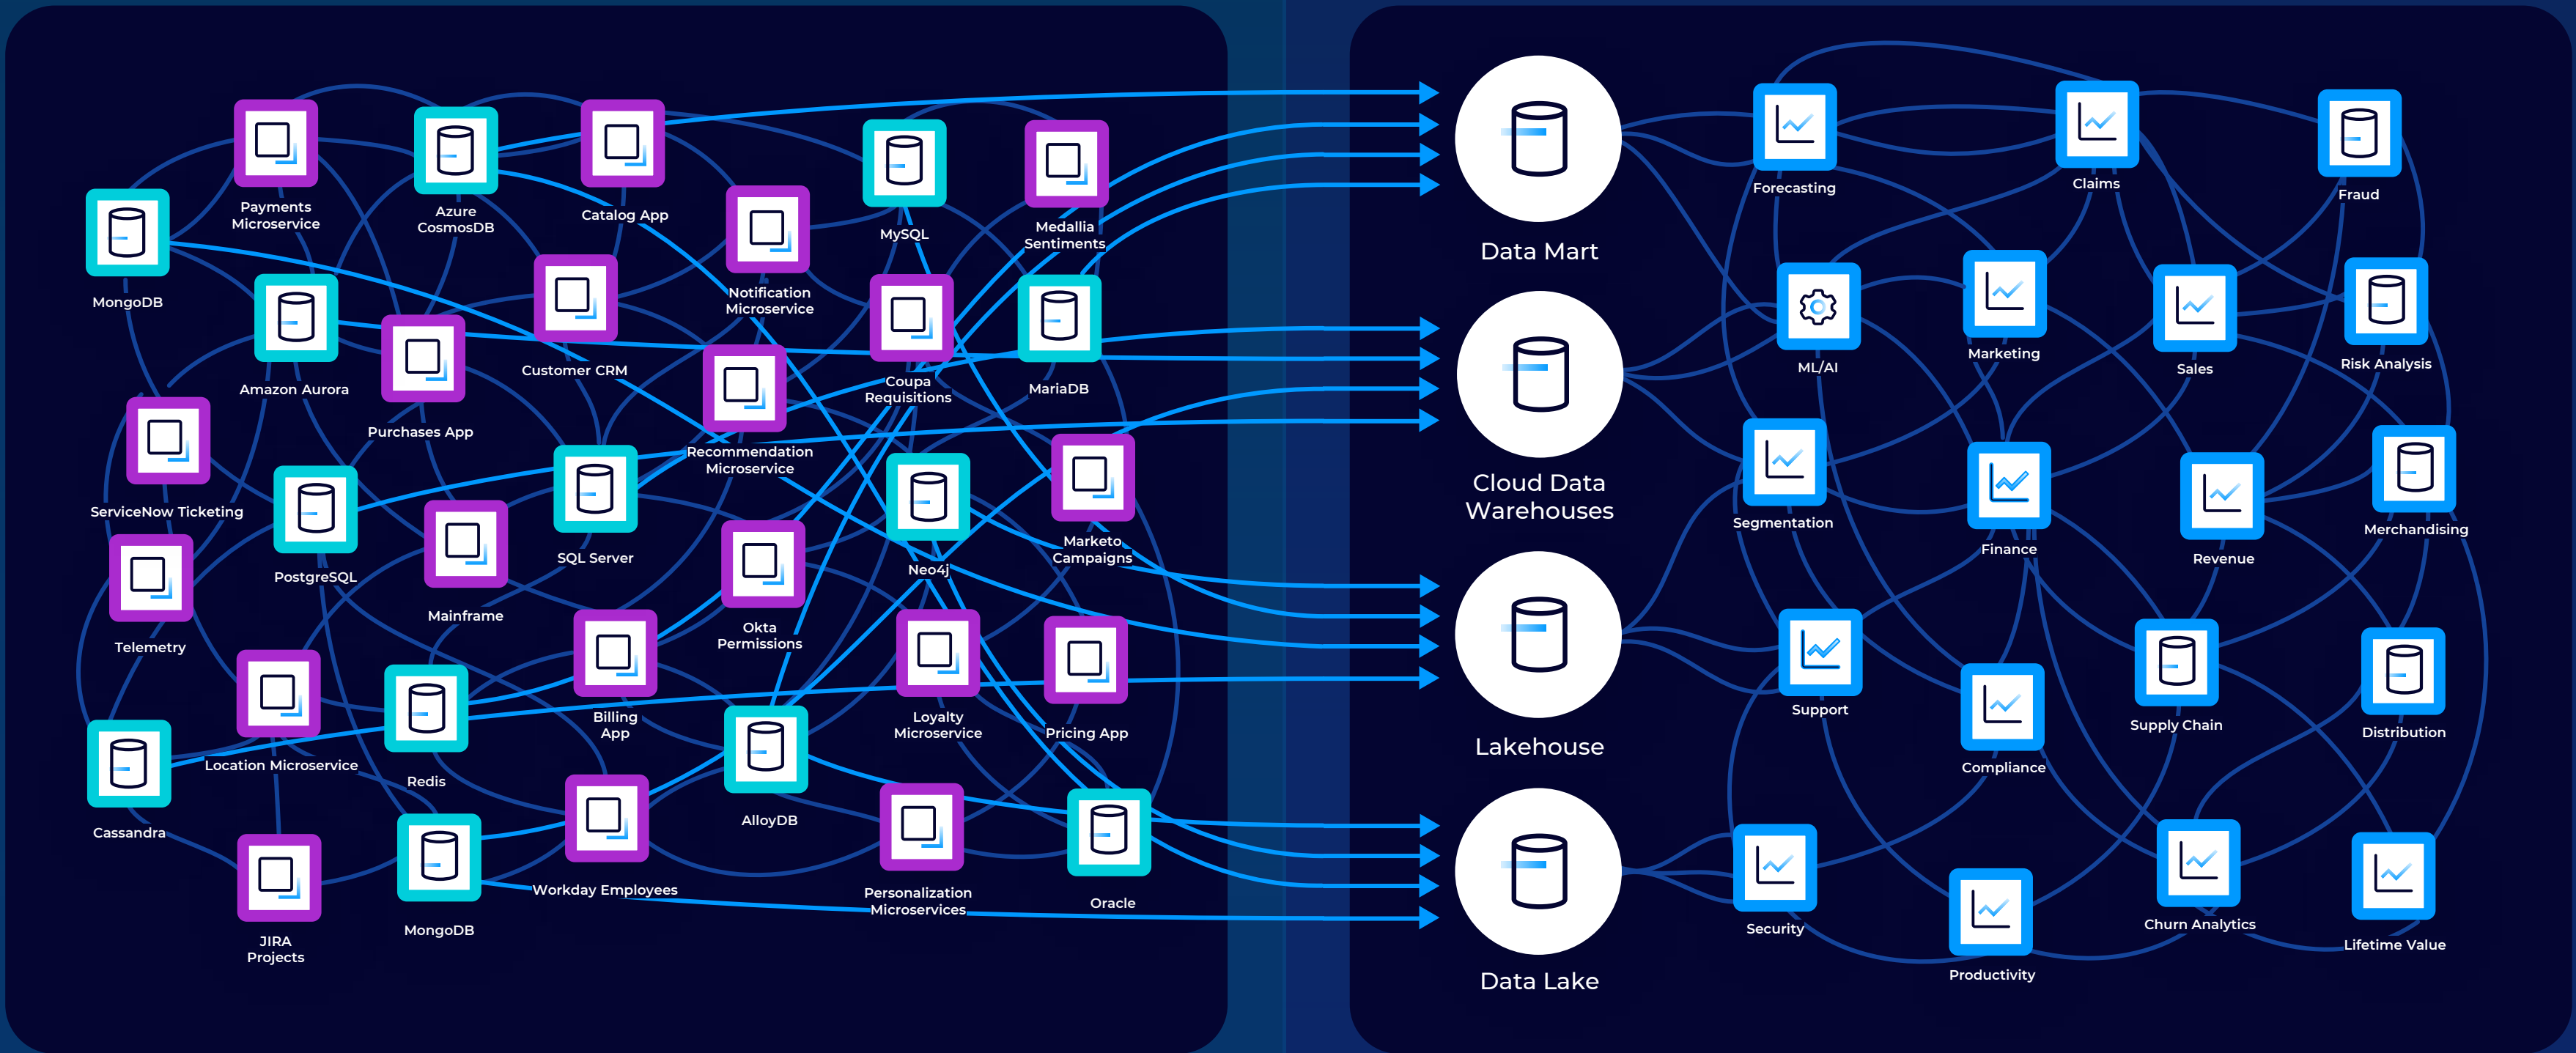 Payments
Microservice
Azure
CosmosDB
Catalog App
MySQL
Medallia
Sentiments
MongoDB
Notification
Microservice
Amazon Aurora
Customer CRM
Purchases App
Coupa
Requisitions
MariaDB
Recommendation
Microservice
ServiceNow Ticketing
PostgreSQL
Mainframe
SQL Server
Neo4j
Marketo
Campaigns
Telemetry
Okta
Permissions
Billing
App
Loyalty
Microservice
Pricing App
Location Microservice
Redis
Cassandra
AlloyDB
Workday Employees
Personalization
Microservices
Oracle
JIRA
Projects
MongoDB
Data Mart
Cloud Data
Warehouses
Lakehouse
Data Lake
Forecasting
Claims
Fraud
ML/AI
Marketing
Sales
Risk Analysis
Segmentation
Finance
Revenue
Merchandising
Support
Compliance
Supply Chain
Distribution
Security
Productivity
Churn Analytics
Lifetime Value